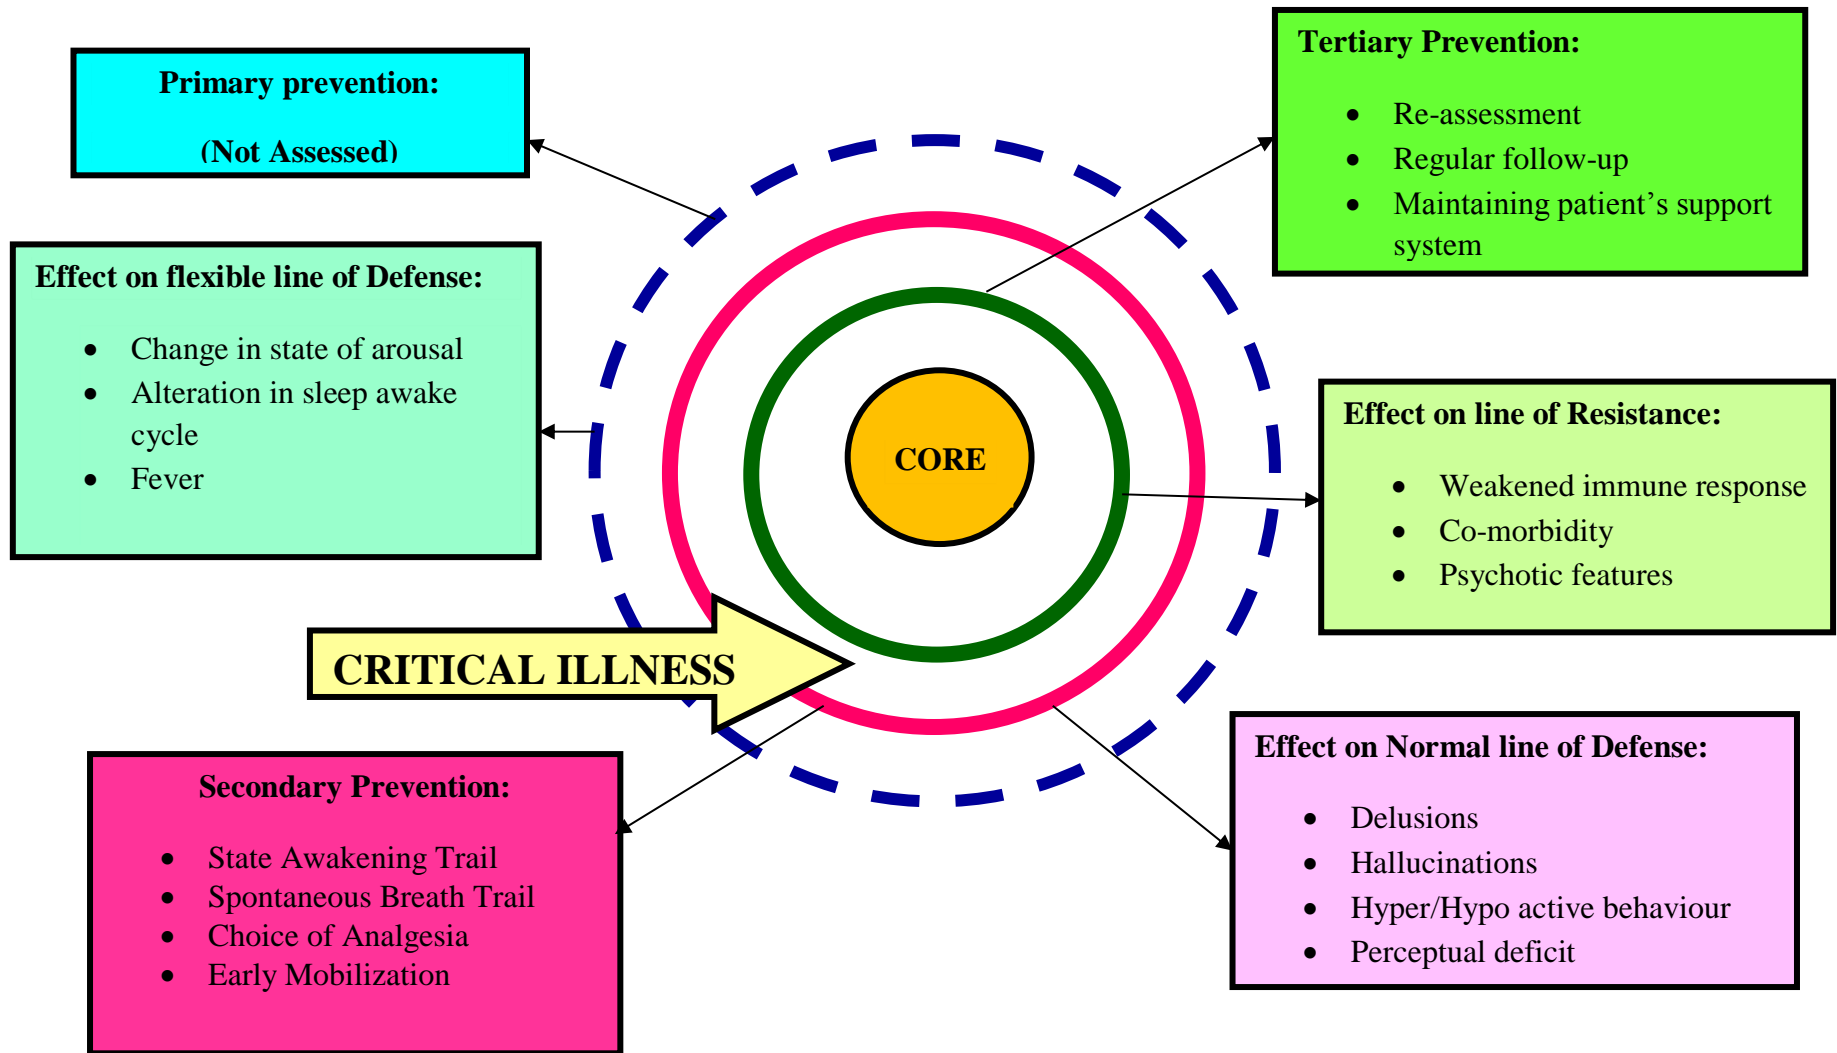 Primary prevention:
(Not Assessed)
Tertiary Prevention:
• Re-assessment
• Regular follow-up
• Maintaining patient’s support
system
Effect on flexible line of Defense:
• Change in state of arousal
• Alteration in sleep awake
cycle
• Fever
CORE
Effect on line of Resistance:
• Weakened immune response
• Co-morbidity
• Psychotic features
CRITICAL ILLNESS
Secondary Prevention:
• State Awakening Trail
• Spontaneous Breath Trail
• Choice of Analgesia
• Early Mobilization
Effect on Normal line of Defense:
• Delusions
• Hallucinations
• Hyper/Hypo active behaviour
• Perceptual deficit